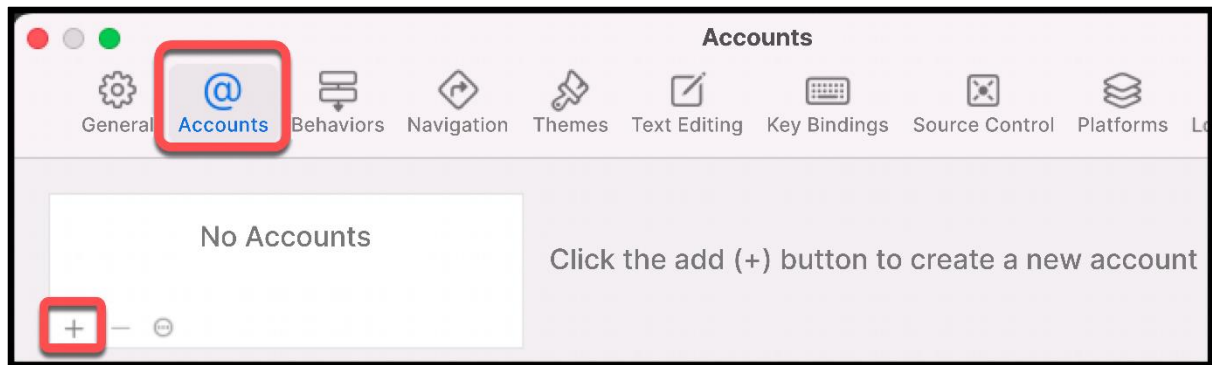 Accounts
General Accounts Behaviors Navigation Themes Text Editing Key Bindings Source Control Platforms
No Accounts
Click the add (+) button to create a new account